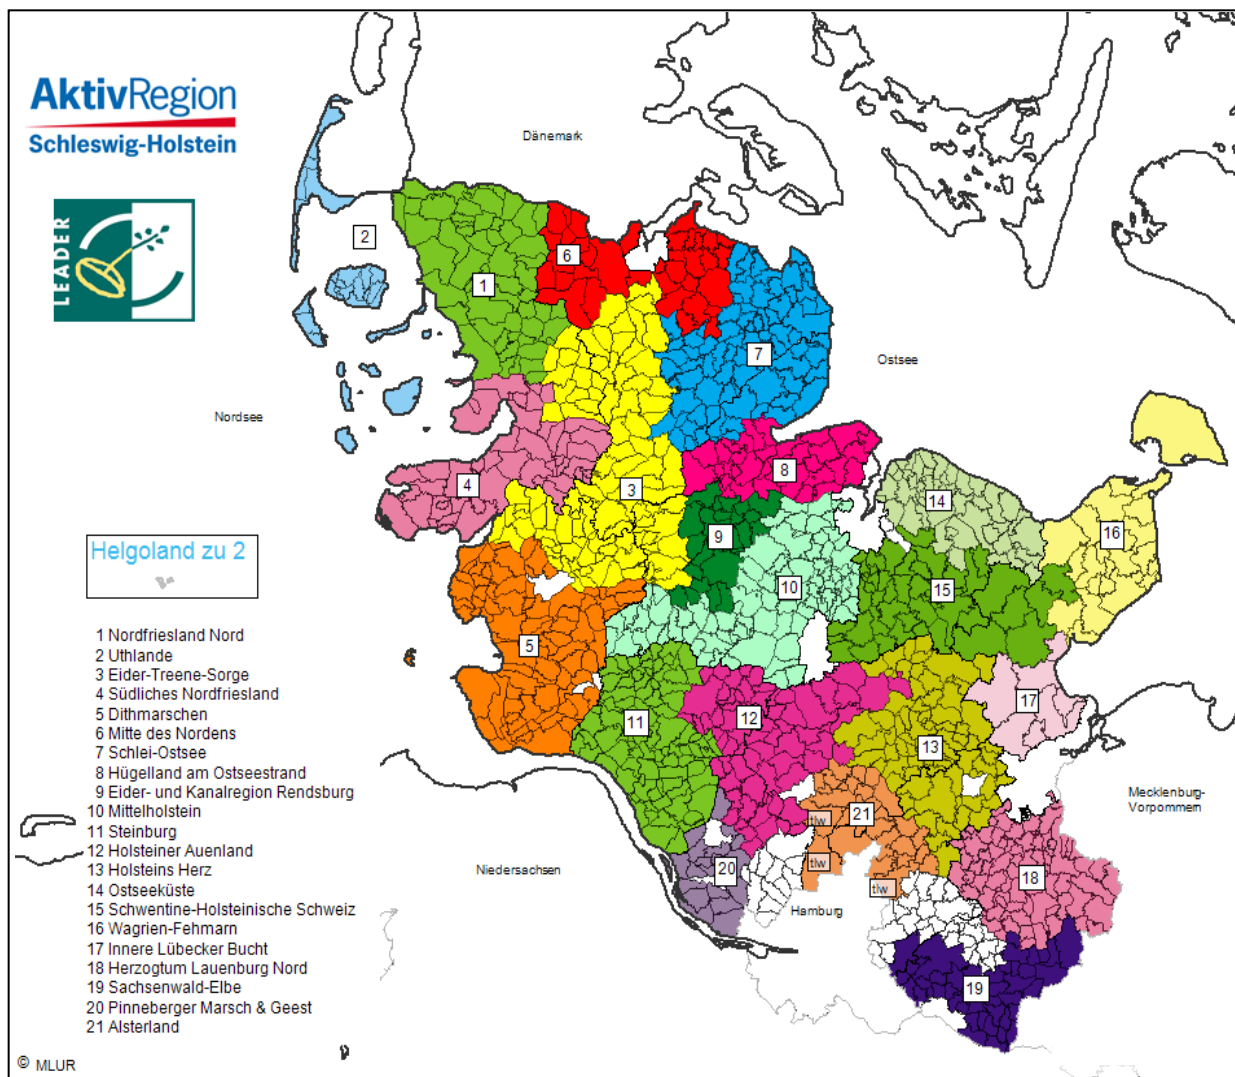 AktivRegion
Schleswig-Holstein
LEADER
Dänemark
Ostsee
Nordsee
Niedersachsen
Hamburg
Mecklenburg-
Vorpommern
2
1
6
7
4
3
8
9
14
16
10
15
5
11
12
17
13
21
tlw
tlw
tlw
20
18
19
Helgoland zu 2
1 Nordfriesland Nord
2 Uthlande
3 Eider-Treene-Sorge
4 Südliches Nordfriesland
5 Dithmarschen
6 Mitte des Nordens
7 Schlei-Ostsee
8 Hügelland am Ostseestrand
9 Eider- und Kanalregion Rendsburg
10 Mittelholstein
11 Steinburg
12 Holsteiner Auenland
13 Holsteins Herz
14 Ostseeküste
15 Schwentine-Holsteinische Schweiz
16 Wagrien-Fehmarn
17 Innere Lübecker Bucht
18 Herzogtum Lauenburg Nord
19 Sachsenwald-Elbe
20 Pinneberger Marsch & Geest
21 Alsterland
© MLUR